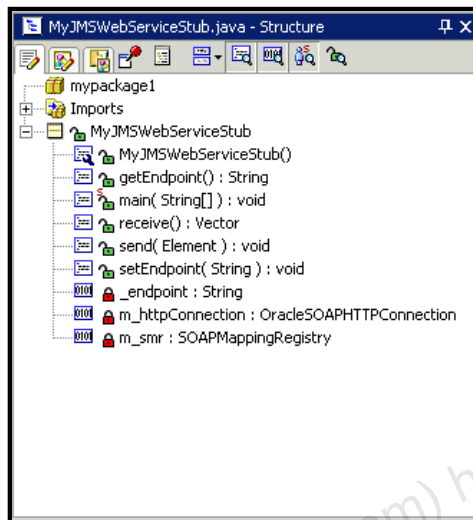 MyJMSWebServiceStub.java - Structure
mypackage1
Imports
MyJMSWebServiceStub
MyJMSWebServiceStub()
getEndpoint() : String
main( String[] ) : void
receive() : Vector
send( Element ) : void
setEndpoint( String ) : void
_endpoint : String
m_httpConnection : OracleSOAPHTTPConnection
m_smr : SOAPMappingRegistry
om) h